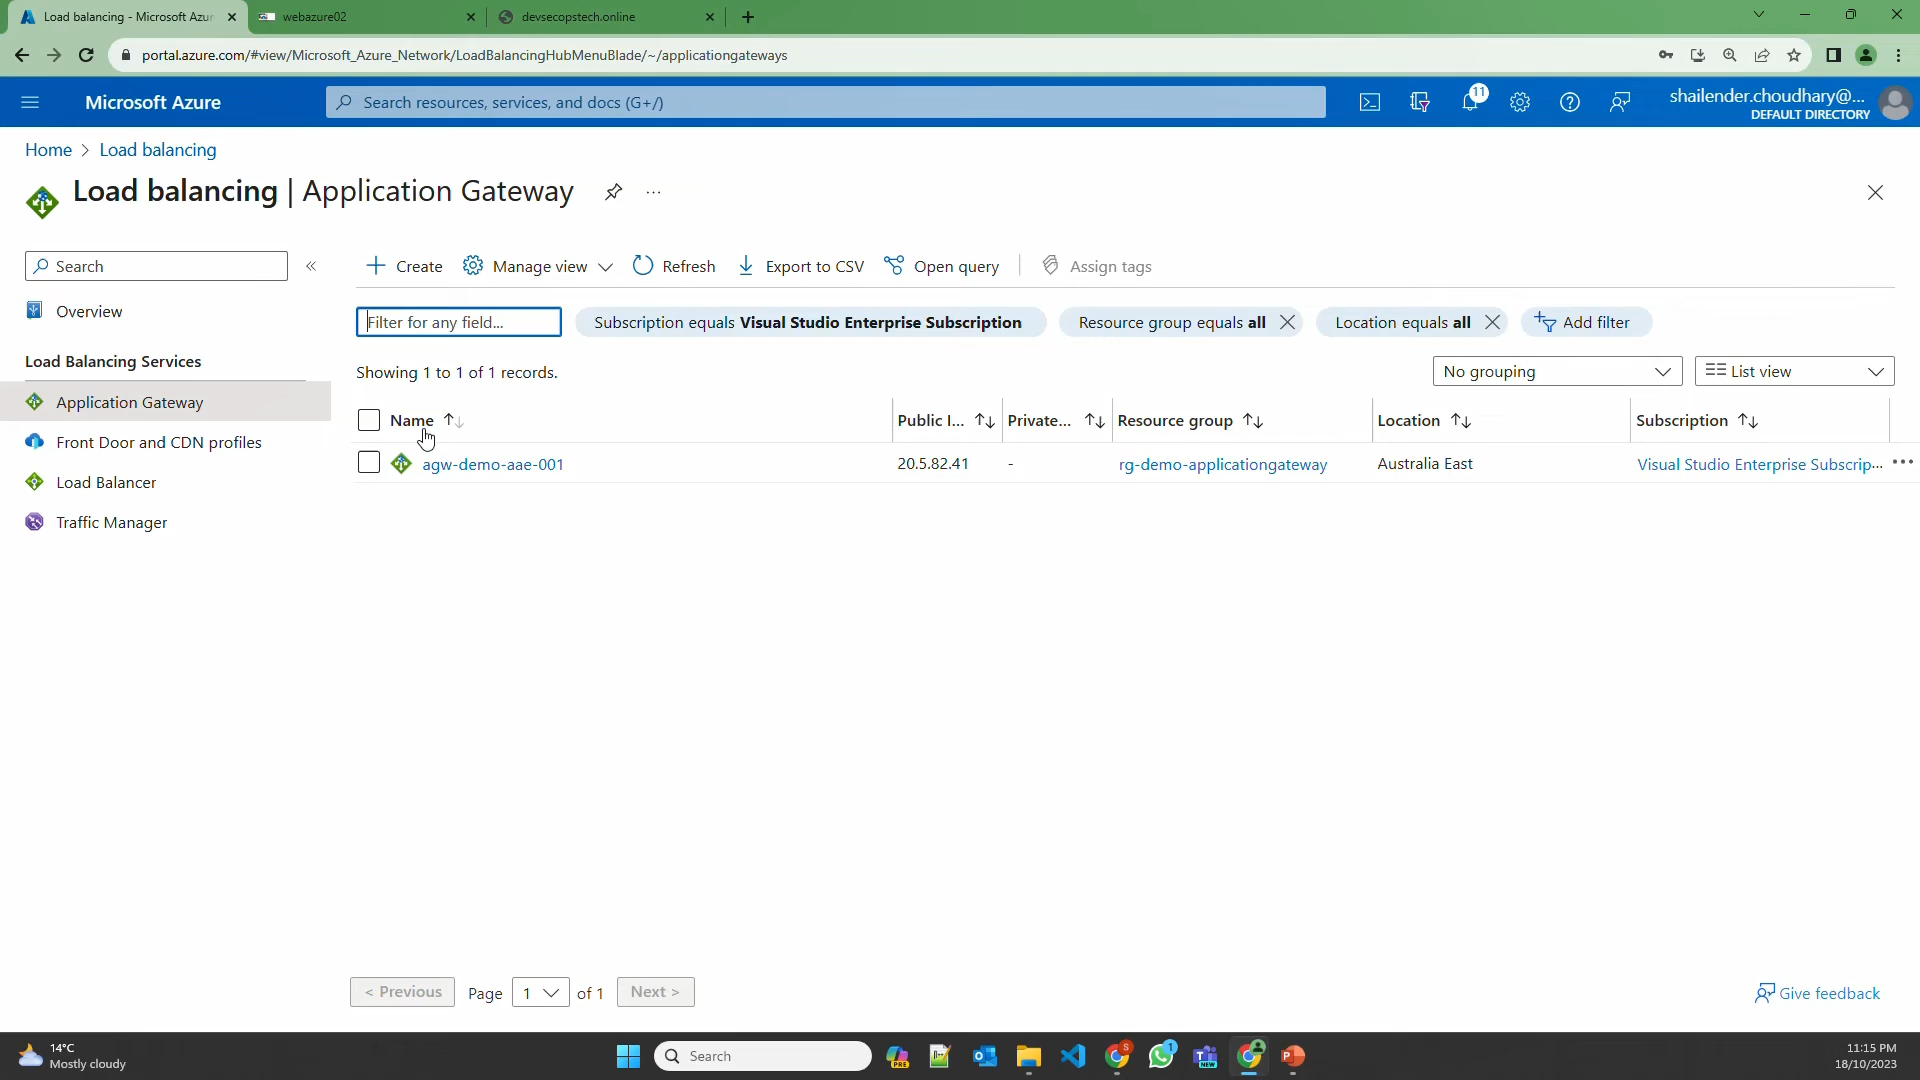 Load balancing - Microsoft Azur
webazure02
devsecopstech.online
portal.azure.com/#view/Microsoft_Azure_Network/LoadBalancingHubMenuBlade/~/applicationgateways
Microsoft Azure
Search resources, services, and docs (G+/)
11
shailender.choudhary@...
DEFAULT DIRECTORY
Home > Load balancing
Load balancing | Application Gateway
Search
Create
Manage view
Refresh
Export to CSV
Open query
Assign tags
Overview
Load Balancing Services
Application Gateway
Front Door and CDN profiles
Load Balancer
Traffic Manager
Filter for any field...
Subscription equals Visual Studio Enterprise Subscription
Resource group equals all
Location equals all
Add filter
Showing 1 to 1 of 1 records.
No grouping
List view
Name
Public I...
Private...
Resource group
Location
Subscription
agw-demo-aae-001
20.5.82.41
-
rg-demo-applicationgateway
Australia East
Visual Studio Enterprise Subscrip...
< Previous
Page 1 of 1
Next >
Give feedback
14°C
Mostly cloudy
Search
PRE
S
1
NEW
P
11:15 PM
18/10/2023